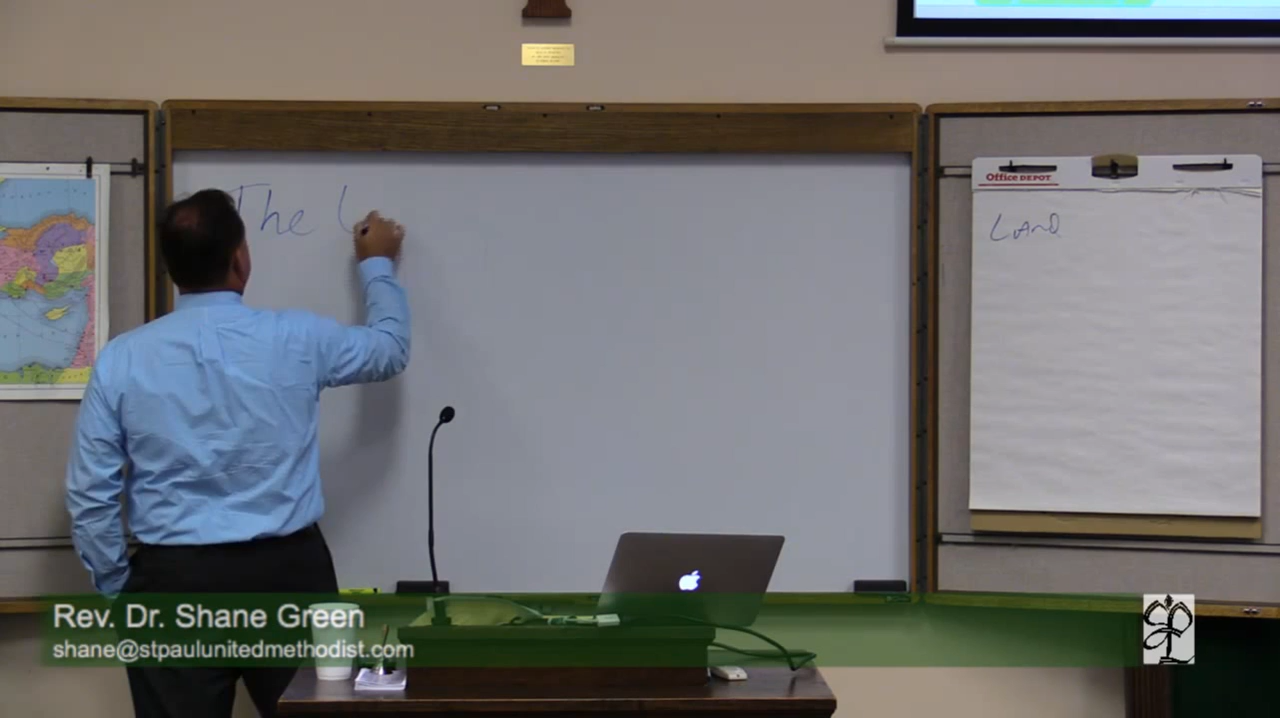 The L
Office DEPOT
LAND
Rev. Dr. Shane Green
shane@stpaulunitedmethodist.com